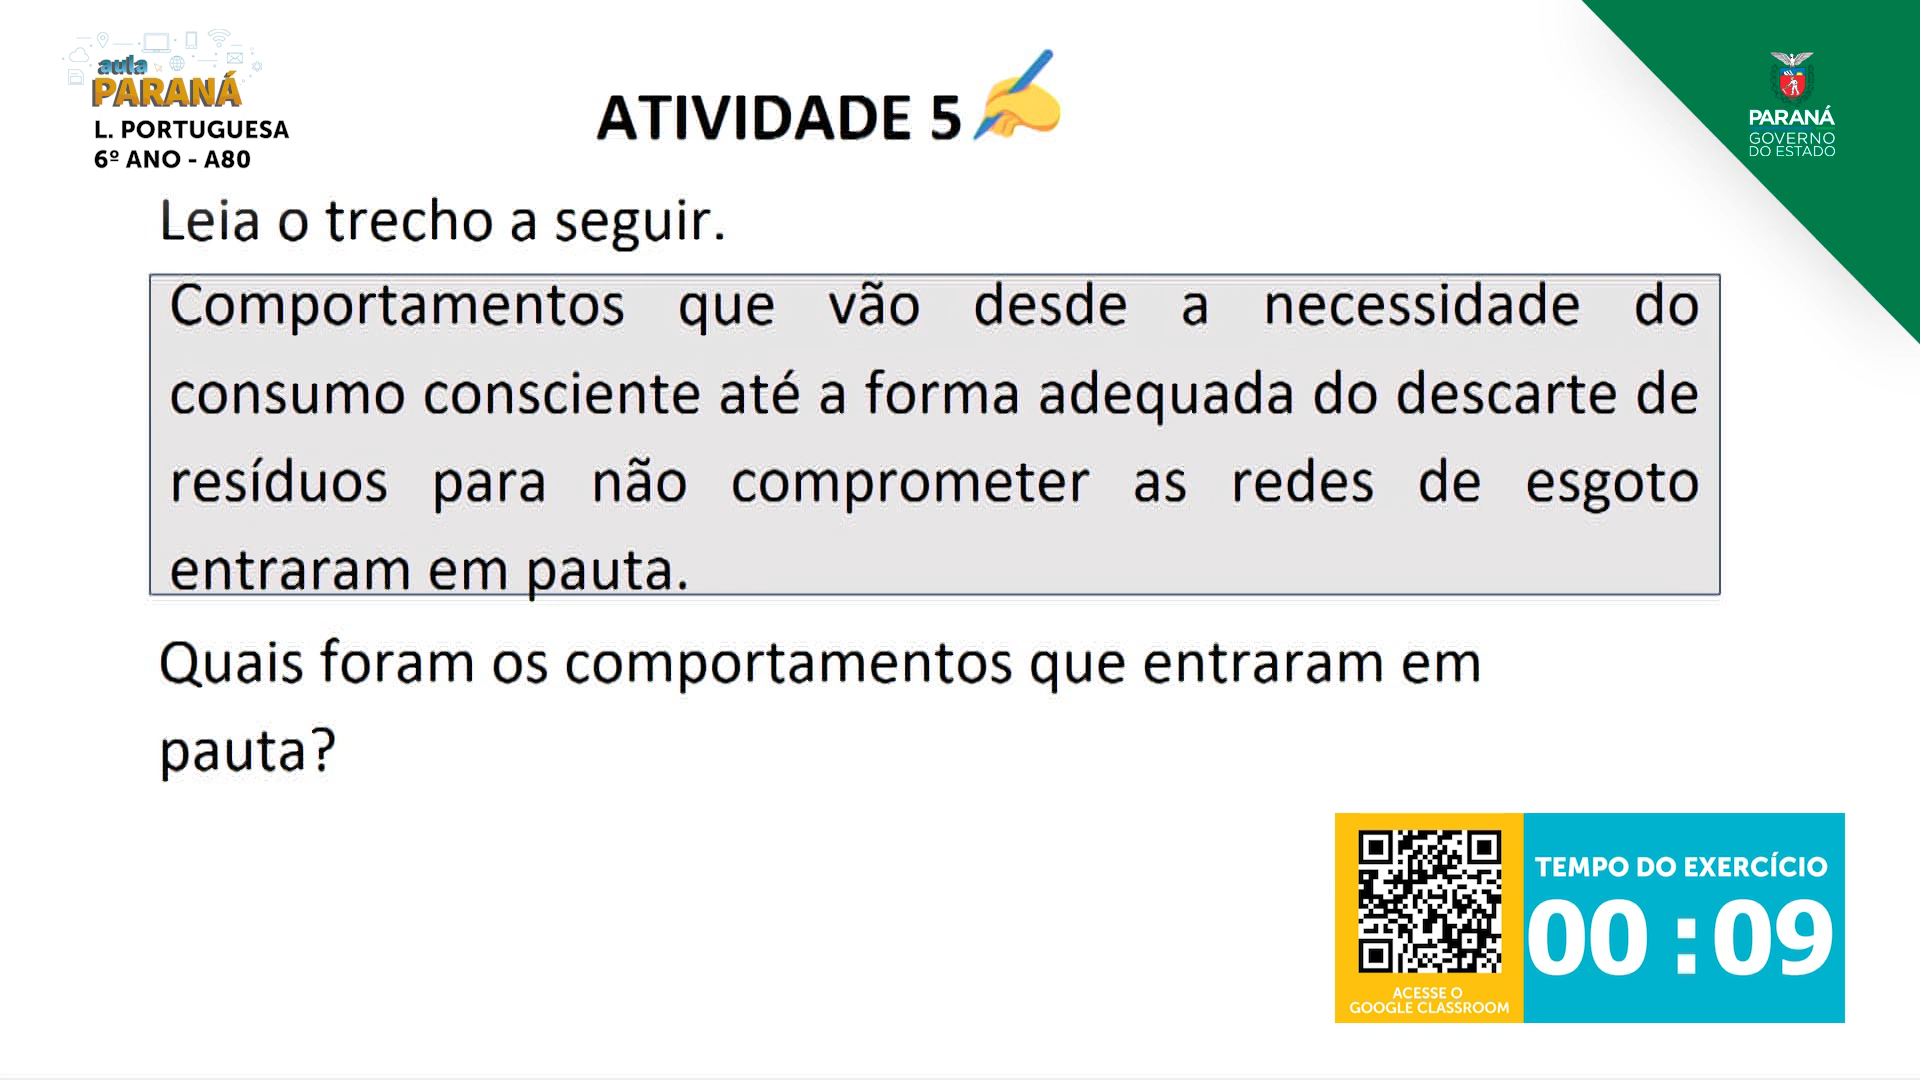 aula
PARANÁ
L. PORTUGUESA
6º ANO - A80
ATIVIDADE 5
PARANÁ
GOVERNO
DO ESTADO
Leia o trecho a seguir.
Comportamentos que vão desde a necessidade do
consumo consciente até a forma adequada do descarte de
resíduos para não comprometer as redes de esgoto
entraram em pauta.
Quais foram os comportamentos que entraram em
pauta?
TEMPO DO EXERCÍCIO
00:09
ACESSE O
GOOGLE CLASSROOM